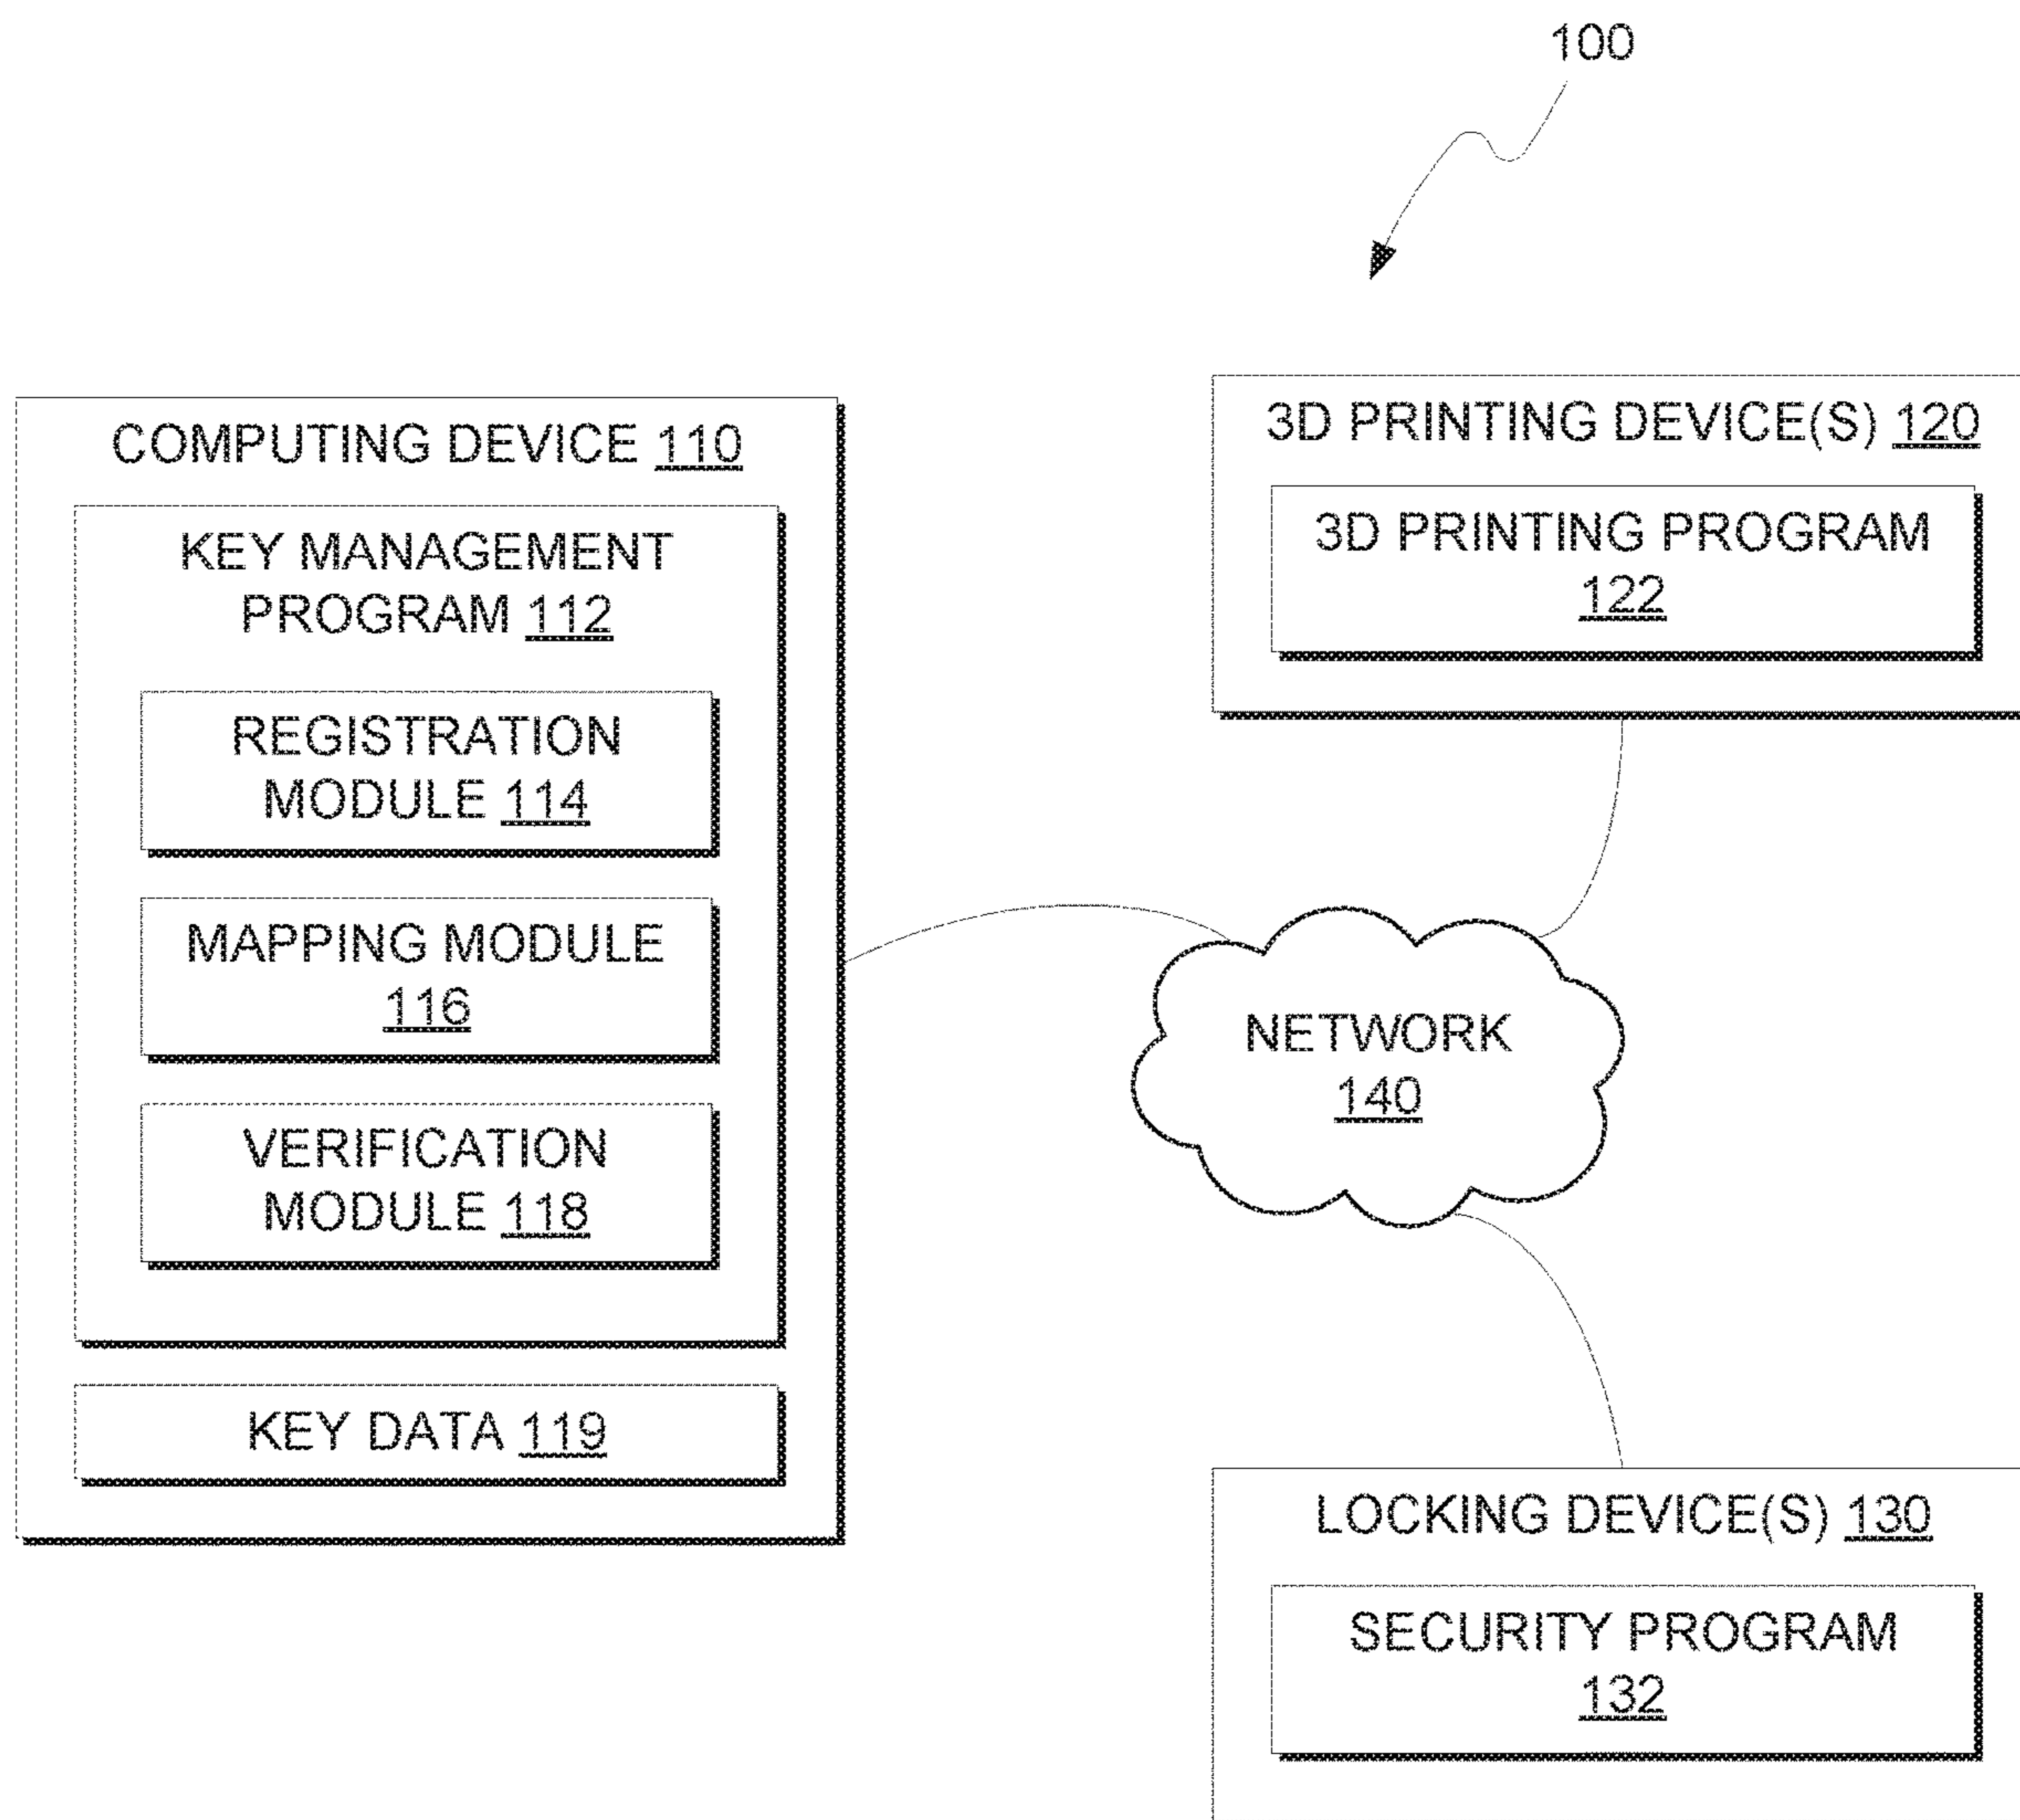 100
COMPUTING DEVICE 110
KEY MANAGEMENT
PROGRAM 112
REGISTRATION
MODULE 114
MAPPING MODULE
116
VERIFICATION
MODULE 118
KEY DATA 119
3D PRINTING DEVICE(S) 120
3D PRINTING PROGRAM
122
NETWORK
140
LOCKING DEVICE(S) 130
SECURITY PROGRAM
132